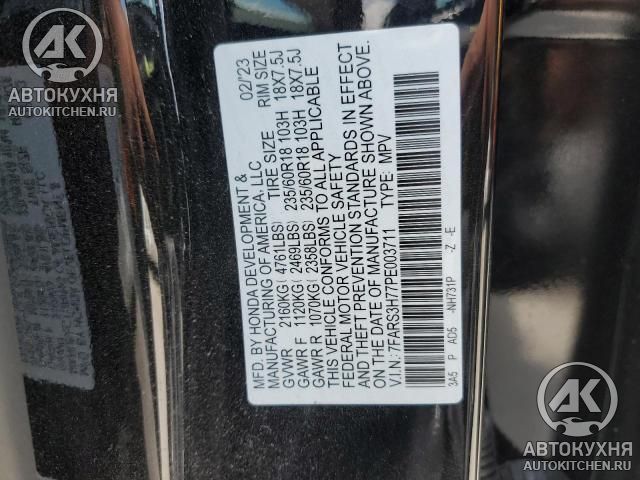 AK
АВТОКУХНЯ
AUTOKITCHEN.RU
MFD. BY HONDA DEVELOPMENT & 02/'23
MANUFACTURING OF AMERICA, LLC
GVWR 2160KG( 4761LBS) TIRE SIZE RIM SIZE
GAWR F 1120KG( 2469LBS) 235/60R18 103H 18X7.5J
GAWR R 1070KG( 2358LBS) 235/60R18 103H 18X7.5J
THIS VEHICLE CONFORMS TO ALL APPLICABLE
FEDERAL MOTOR VEHICLE SAFETY
AND THEFT PREVENTION STANDARDS IN EFFECT
ON THE DATE OF MANUFACTURE SHOWN ABOVE.
V.I.N.: 7FARS3H77PE003711 TYPE: MPV
3A5 P AD5 -NH731P -Z -E
AK
АВТОКУХНЯ
AUTOKITCHEN.RU